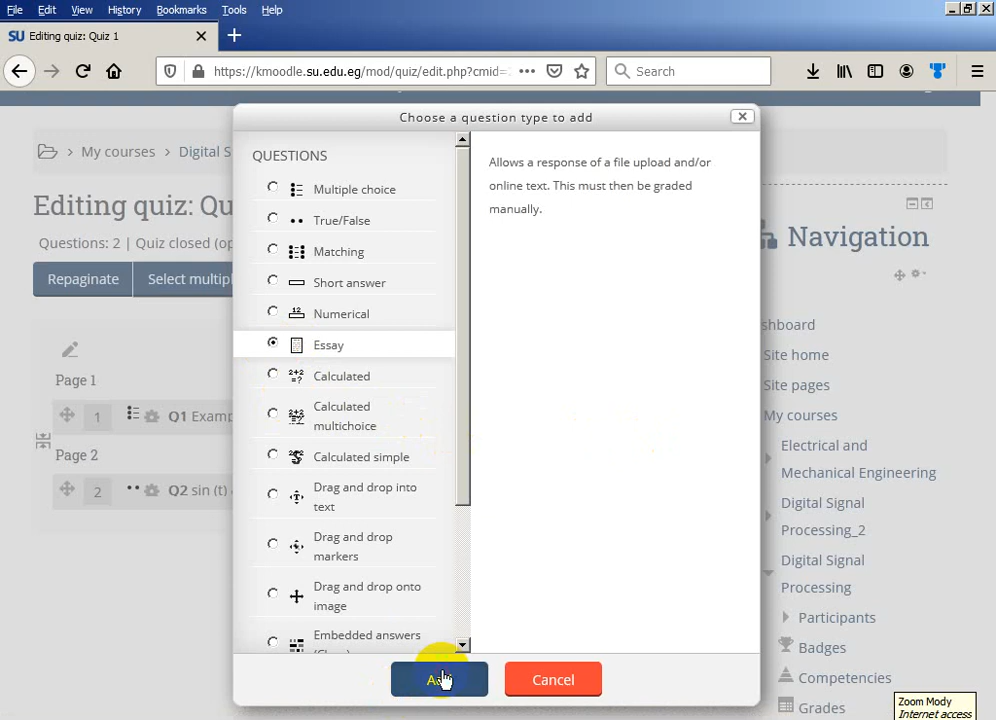 File Edit View History Bookmarks Tools Help
SU Editing quiz: Quiz 1
https://kmoodle.su.edu.eg/mod/quiz/edit.php?cmid=
Search
Choose a question type to add
My courses Digital S
Editing quiz: Qu
Questions: 2 | Quiz closed (op
Repaginate
Select multipl
Page 1
1 Q1 Exam
Page 2
2 Q2 sin (t)
QUESTIONS
Multiple choice
True/False
Matching
Short answer
Numerical
Essay
Calculated
Calculated
multichoice
Calculated simple
Drag and drop into
text
Drag and drop
markers
Drag and drop onto
image
Embedded answers
Allows a response of a file upload and/or
online text. This must then be graded
manually.
Cancel
Navigation
shboard
Site home
Site pages
My courses
Electrical and
Mechanical Engineering
Digital Signal
Processing_2
Digital Signal
Processing
Participants
Badges
Competencies
Grades
Zoom Mody
Internet access